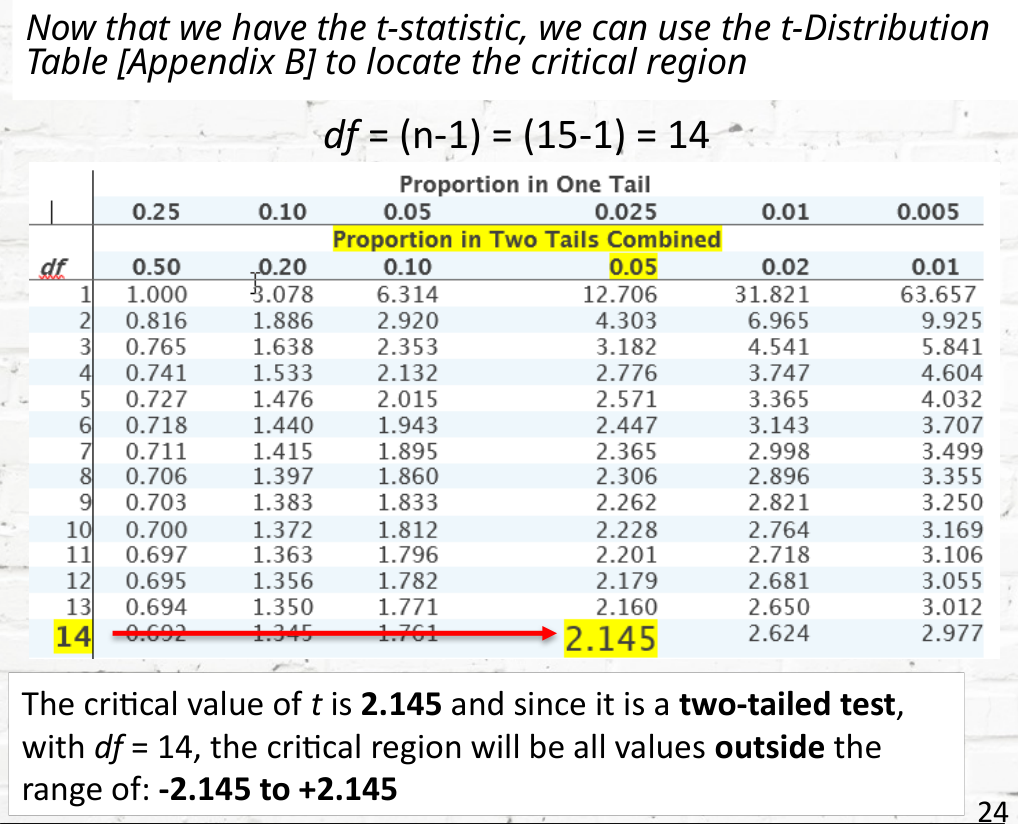 Now that we have the t-statistic, we can use the t-Distribution
Table [Appendix B] to locate the critical region
df = (n-1) = (15-1) = 14
Proportion in One Tail
0.25 0.10 0.05 0.025 0.01 0.005
Proportion in Two Tails Combined
df 0.50 0.20 0.10 0.05 0.02 0.01
1 1.000 3.078 6.314 12.706 31.821 63.657
2 0.816 1.886 2.920 4.303 6.965 9.925
3 0.765 1.638 2.353 3.182 4.541 5.841
4 0.741 1.533 2.132 2.776 3.747 4.604
5 0.727 1.476 2.015 2.571 3.365 4.032
6 0.718 1.440 1.943 2.447 3.143 3.707
7 0.711 1.415 1.895 2.365 2.998 3.499
8 0.706 1.397 1.860 2.306 2.896 3.355
9 0.703 1.383 1.833 2.262 2.821 3.250
10 0.700 1.372 1.812 2.228 2.764 3.169
11 0.697 1.363 1.796 2.201 2.718 3.106
12 0.695 1.356 1.782 2.179 2.681 3.055
13 0.694 1.350 1.771 2.160 2.650 3.012
14 0.692 1.345 1.761 2.145 2.624 2.977
The critical value of t is 2.145 and since it is a two-tailed test,
with df = 14, the critical region will be all values outside the
range of: -2.145 to +2.145
24